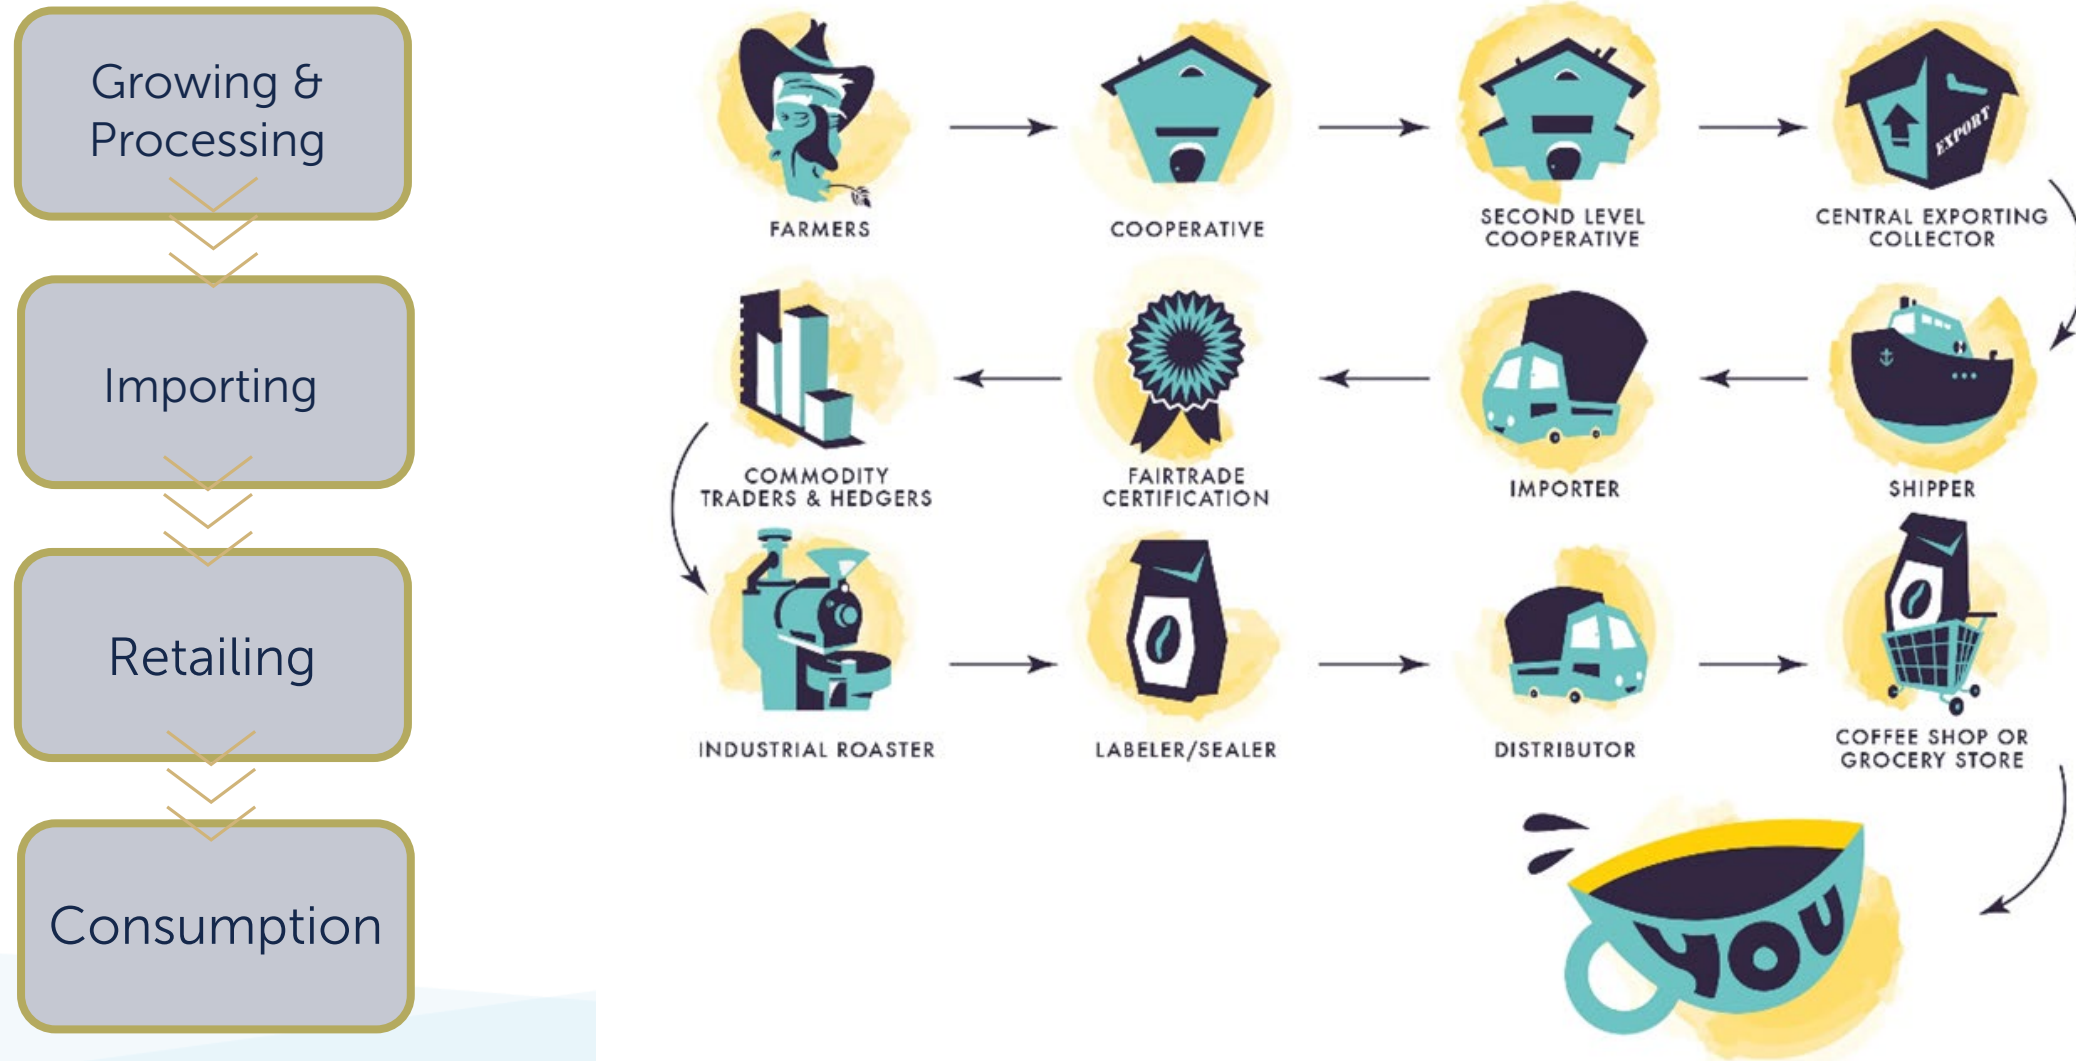 Growing &
Processing
Importing
Retailing
Consumption
FARMERS
COOPERATIVE
SECOND LEVEL
COOPERATIVE
EXPORT
CENTRAL EXPORTING
COLLECTOR
COMMODITY
TRADERS & HEDGERS
FAIRTRADE
CERTIFICATION
IMPORTER
SHIPPER
INDUSTRIAL ROASTER
LABELER/SEALER
DISTRIBUTOR
COFFEE SHOP OR
GROCERY STORE
YOU